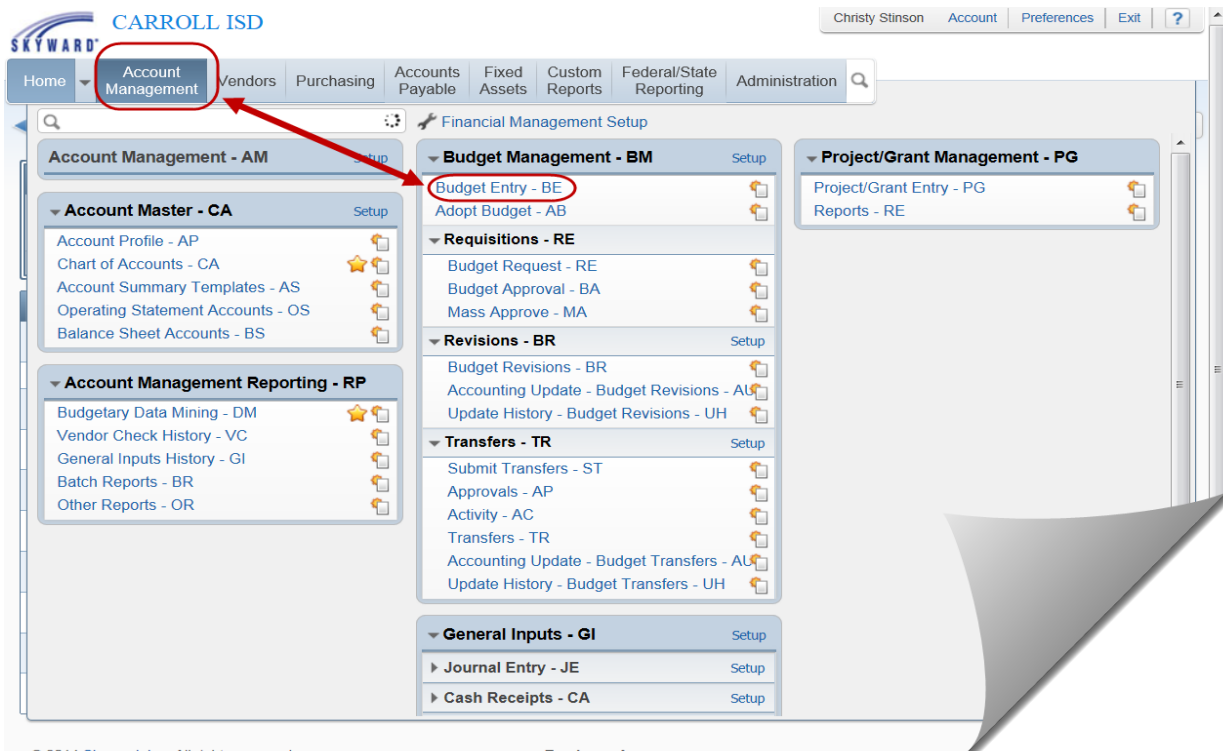 SKYWARD®
CARROLL ISD
Christy Stinson Account Preferences Exit ?
Home Account Management Vendors Purchasing Accounts Payable Fixed Assets Custom Reports Federal/State Reporting Administration
Financial Management Setup
Account Management - AM Setup
Account Master - CA Setup
Account Profile - AP
Chart of Accounts - CA
Account Summary Templates - AS
Operating Statement Accounts - OS
Balance Sheet Accounts - BS
Account Management Reporting - RP
Budgetary Data Mining - DM
Vendor Check History - VC
General Inputs History - GI
Batch Reports - BR
Other Reports - OR
Budget Management - BM Setup
Budget Entry - BE
Adopt Budget - AB
Requisitions - RE
Budget Request - RE
Budget Approval - BA
Mass Approve - MA
Revisions - BR Setup
Budget Revisions - BR
Accounting Update - Budget Revisions - AU
Update History - Budget Revisions - UH
Transfers - TR Setup
Submit Transfers - ST
Approvals - AP
Activity - AC
Transfers - TR
Accounting Update - Budget Transfers - AU
Update History - Budget Transfers - UH
General Inputs - GI Setup
Journal Entry - JE Setup
Cash Receipts - CA Setup
Project/Grant Management - PG
Project/Grant Entry - PG
Reports - RE